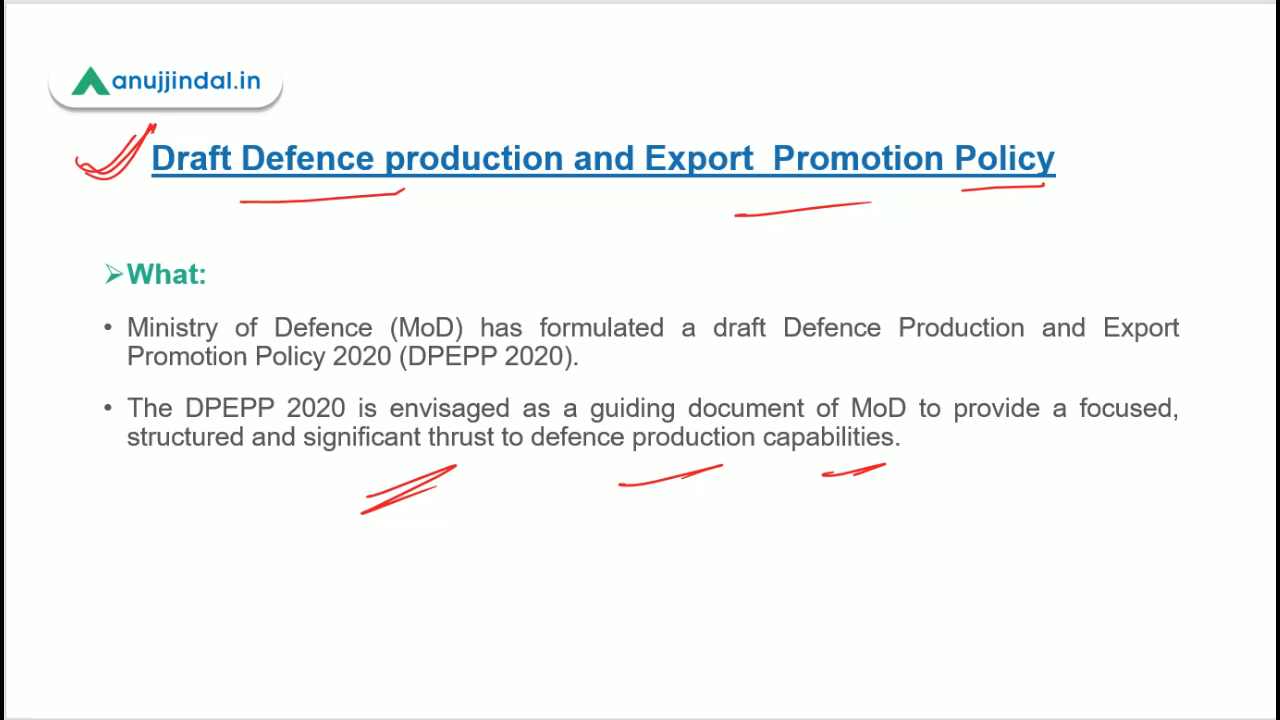 anujjindal.in
Draft Defence production and Export Promotion Policy
What:
• Ministry of Defence (MoD) has formulated a draft Defence Production and Export
Promotion Policy 2020 (DPEPP 2020).
• The DPEPP 2020 is envisaged as a guiding document of MoD to provide a focused,
structured and significant thrust to defence production capabilities.